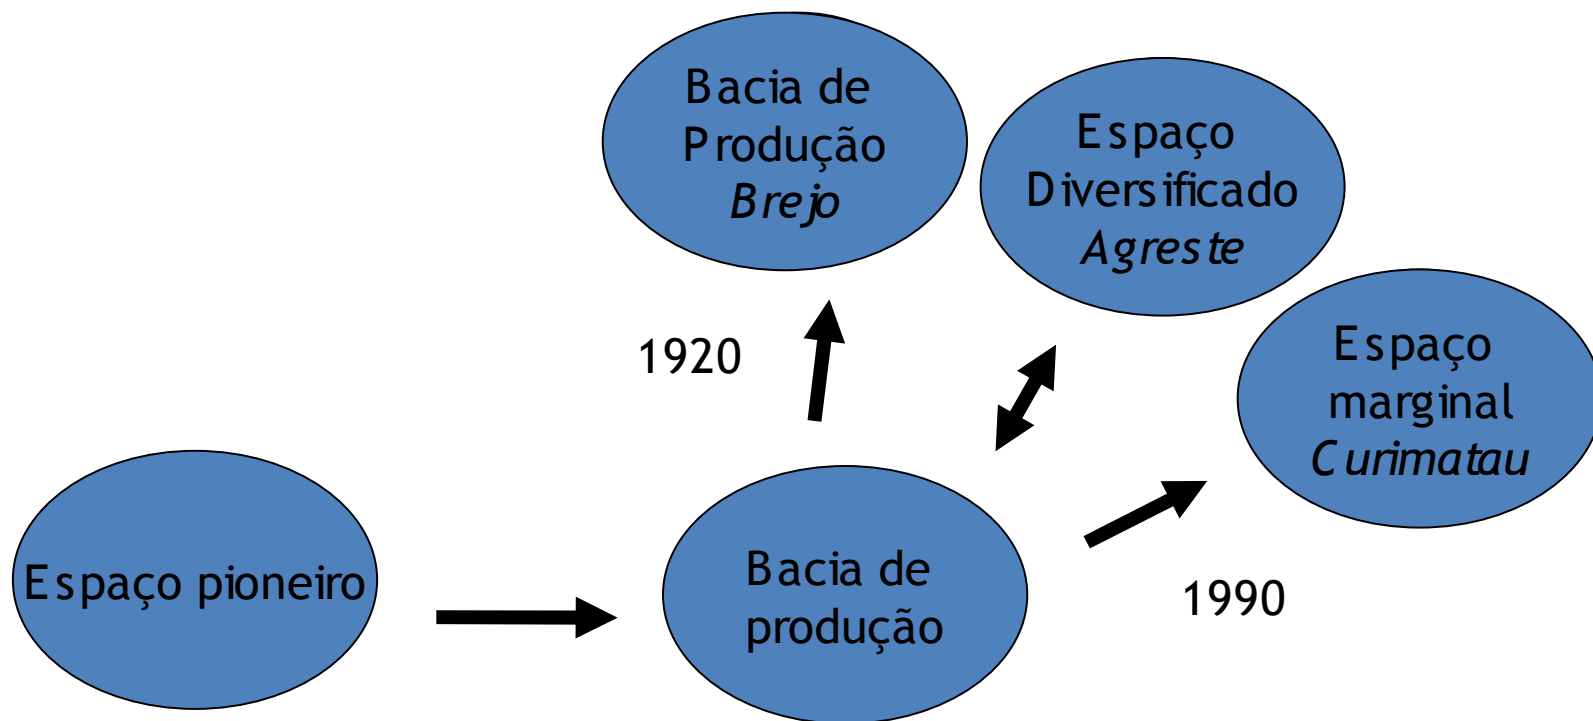 Bacia de
Produção
Brejo
Espaço
Diversificado
Agreste
1920
Espaço
marginal
Curimatau
Espaço pioneiro
Bacia de
produção
1990